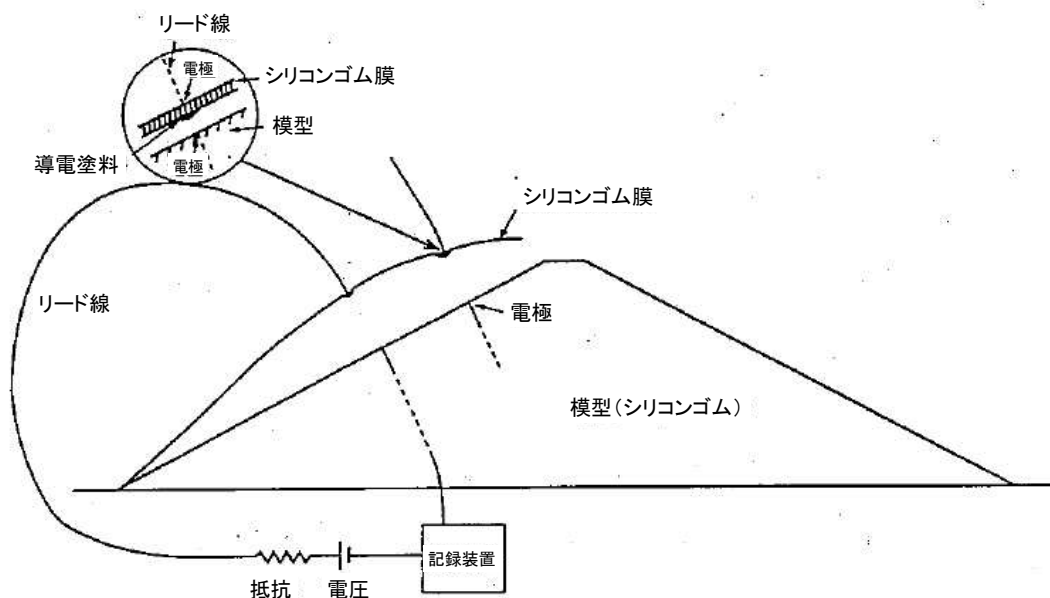 リード線
電極
シリコンゴム膜
模型
導電塗料
電極
シリコンゴム膜
リード線
電極
模型(シリコンゴム)
記録装置
抵抗
電圧